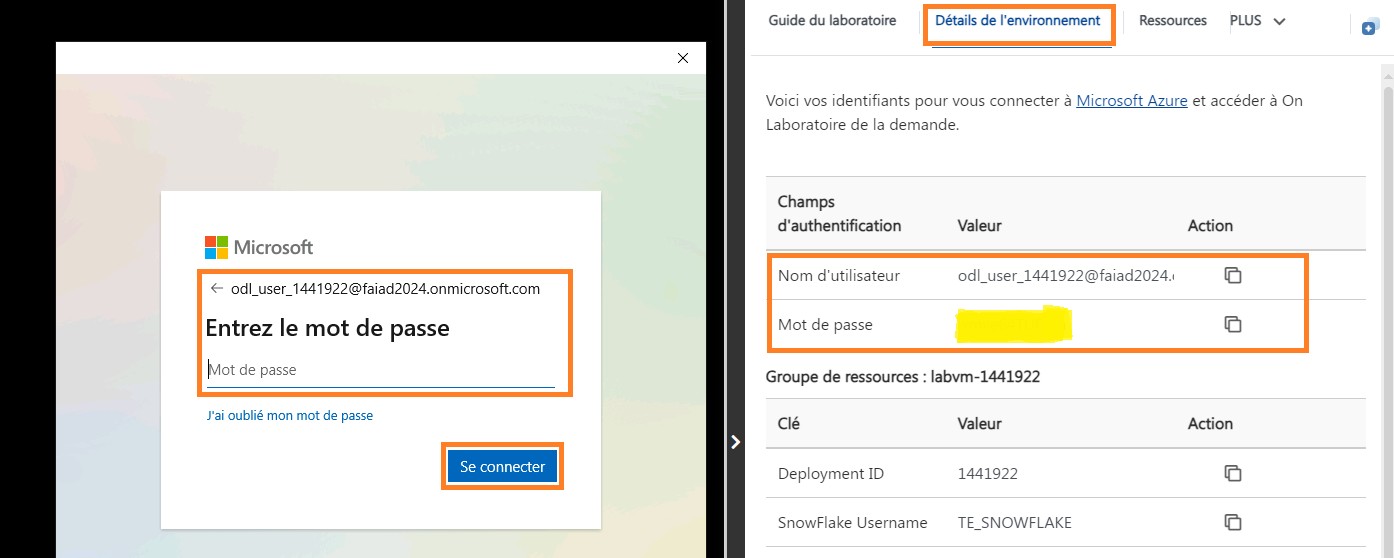 Microsoft
odl_user_1441922@faiad2024.onmicrosoft.com
Entrez le mot de passe
Mot de passe
J'ai oublié mon mot de passe
Se connecter
Guide du laboratoire
Détails de l'environnement
Ressources
PLUS
Voici vos identifiants pour vous connecter à Microsoft Azure et accéder à On
Laboratoire de la demande.
Champs
d'authentification Valeur Action
Nom d'utilisateur odl_user_1441922@faiad2024.
Mot de passe
Groupe de ressources : labvm-1441922
Clé Valeur Action
Deployment ID 1441922
SnowFlake Username TE_SNOWFLAKE